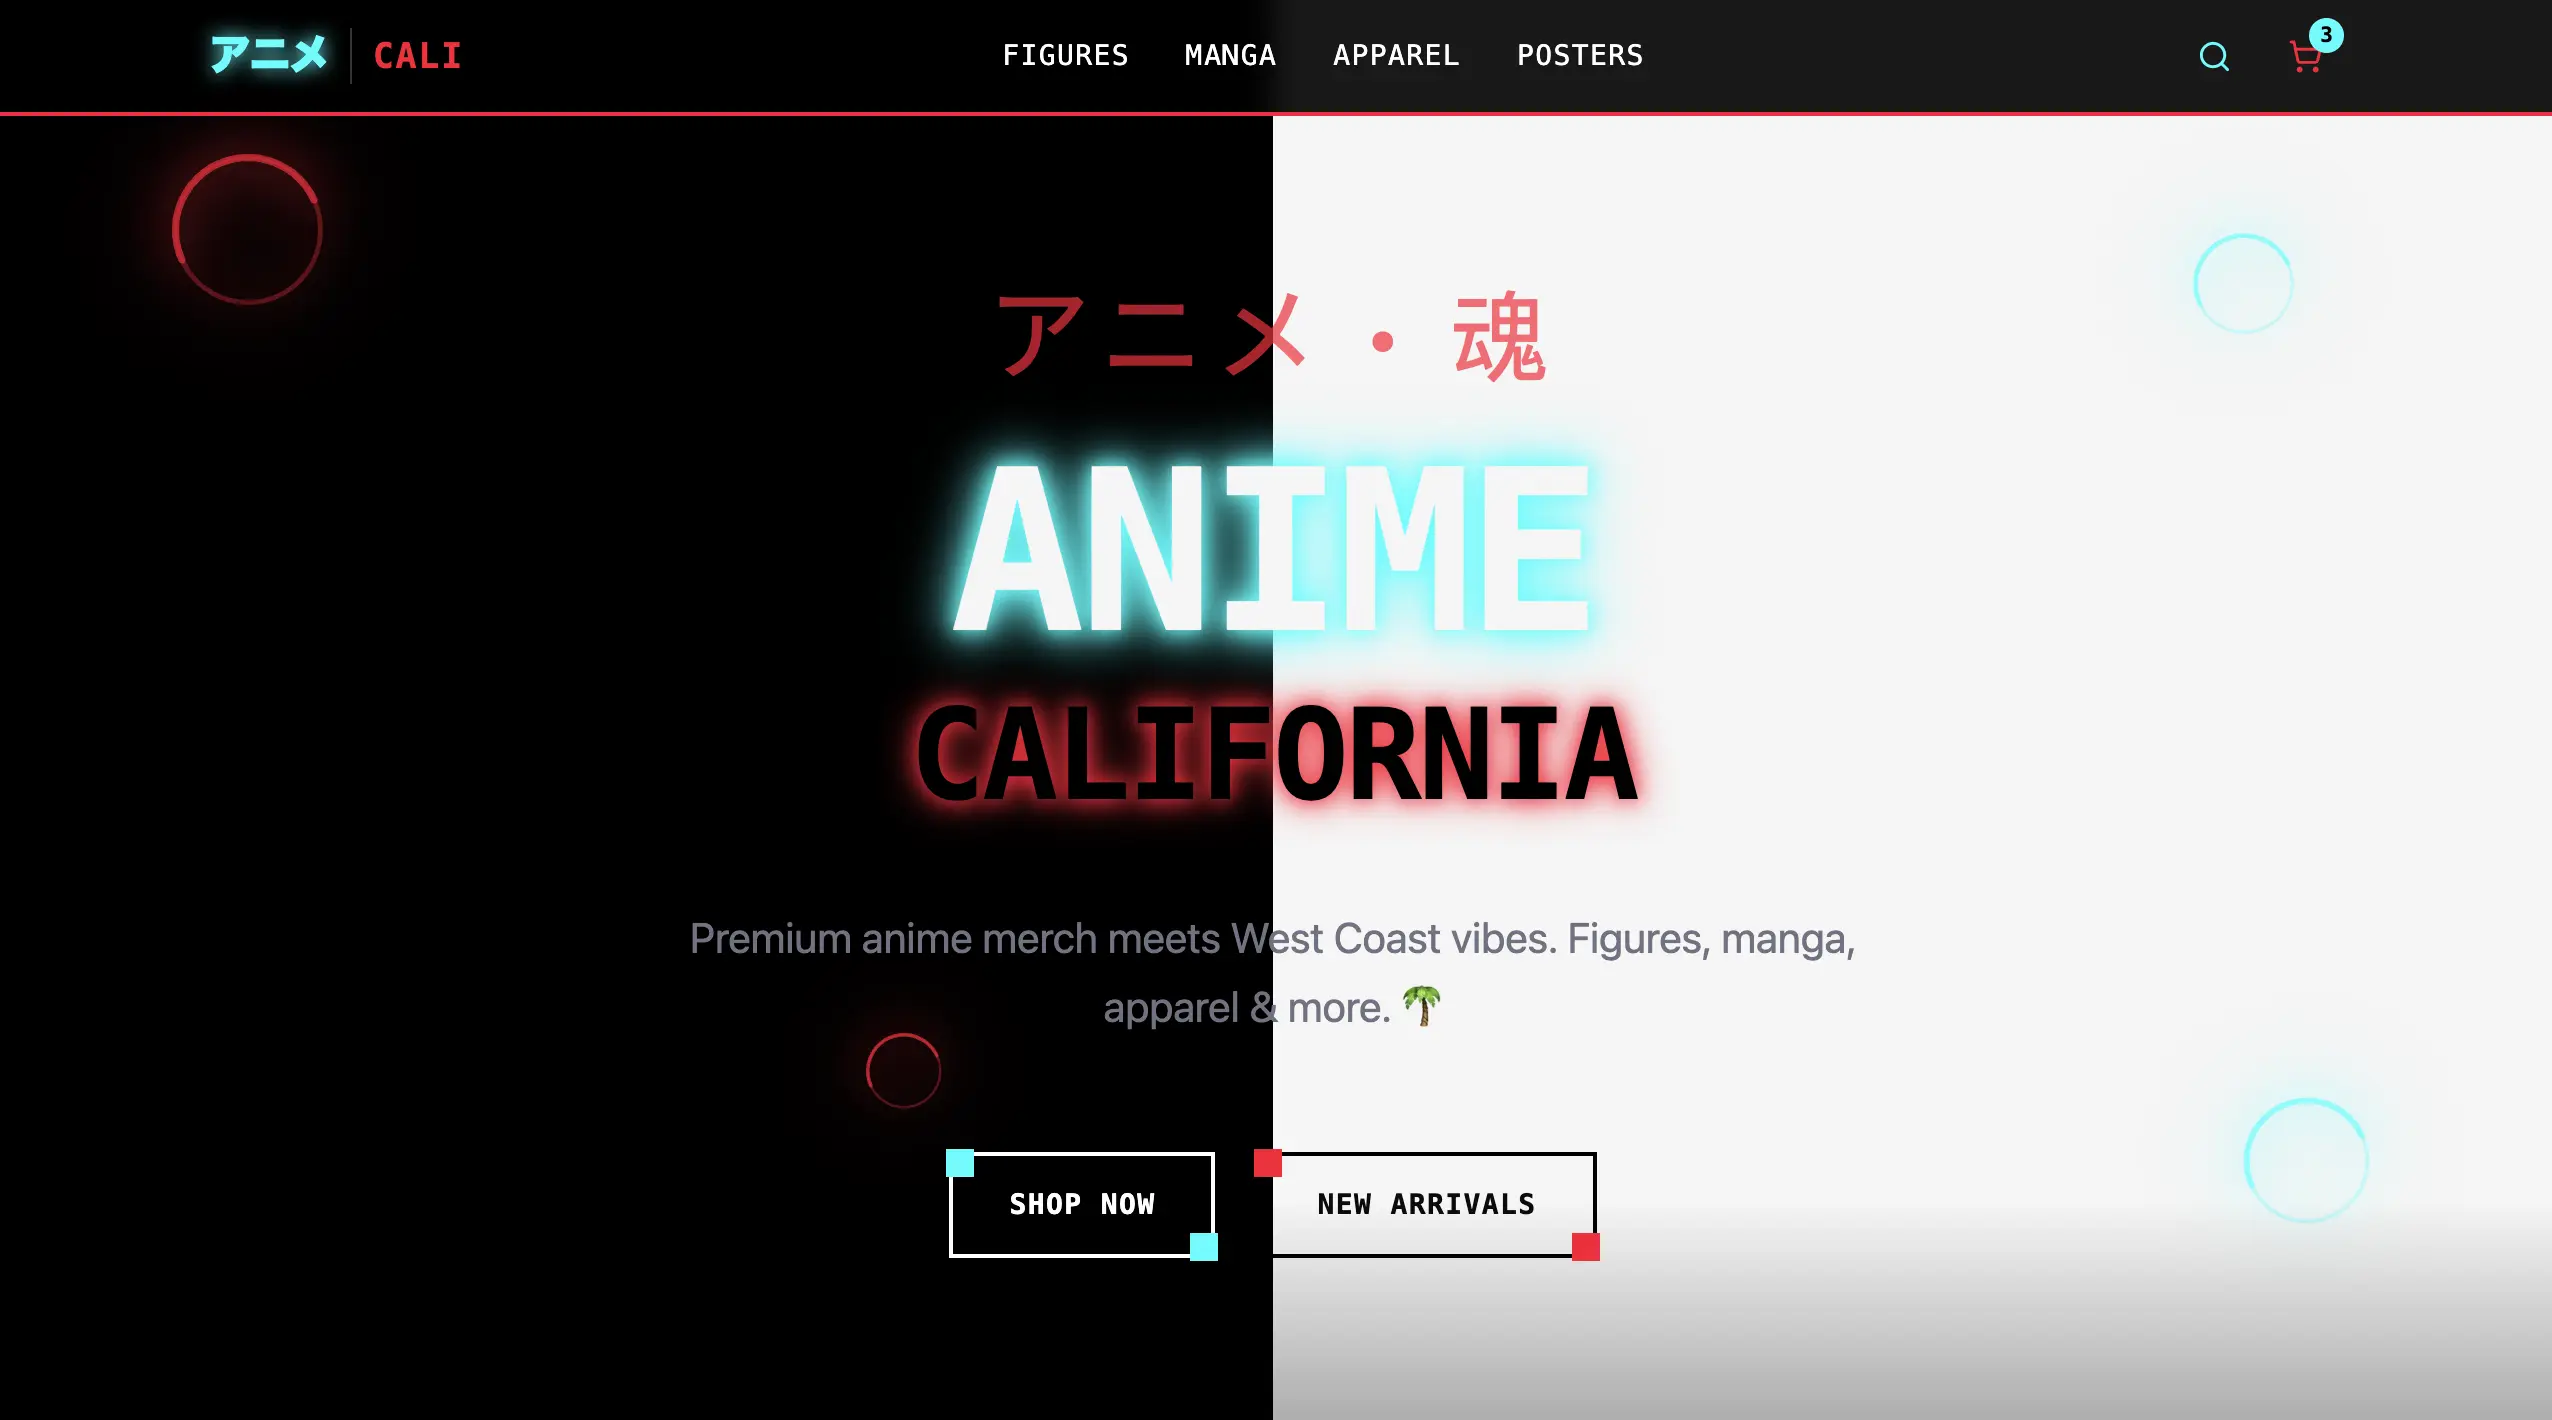 アニメ CALI FIGURES MANGA APPAREL POSTERS 3
アニメ・魂
ANIME
CALIFORNIA
Premium anime merch meets West Coast vibes. Figures, manga,
apparel & more. 🌴
SHOP NOW NEW ARRIVALS